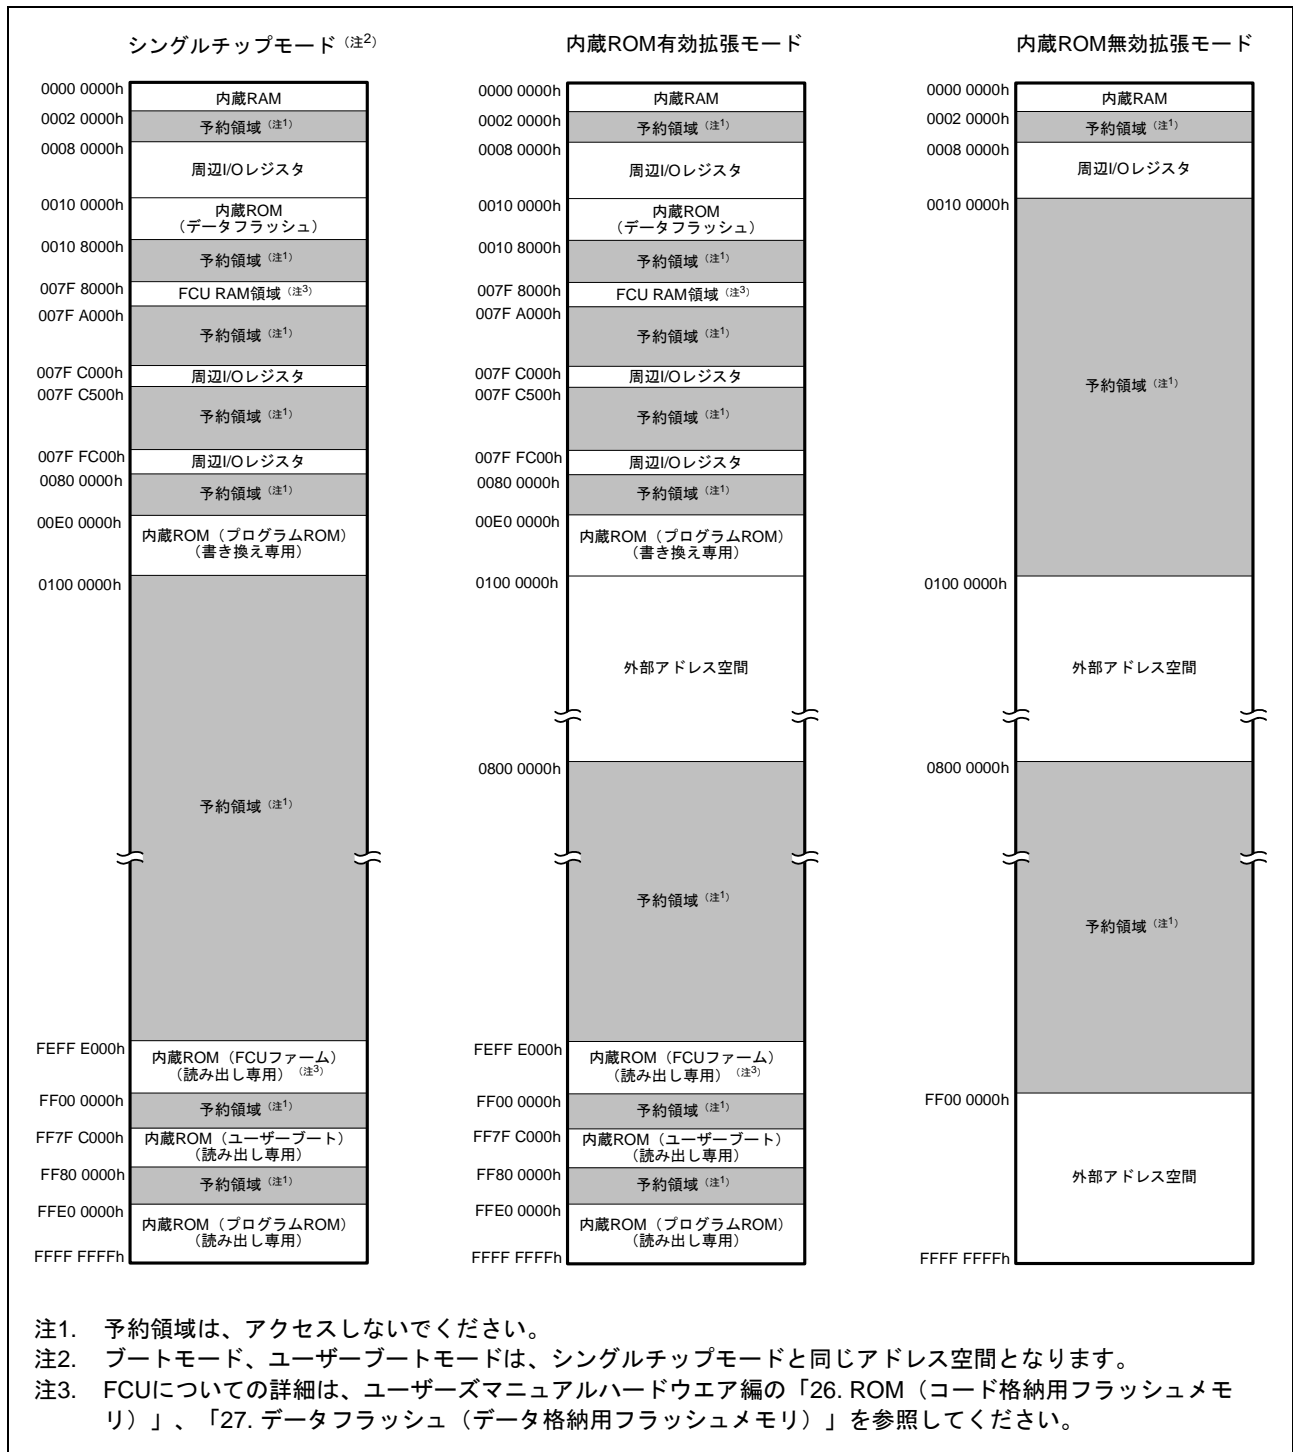 シングルチップモード（注2）
0000 0000h
内蔵RAM
0002 0000h
予約領域（注1）
0008 0000h
周辺I/Oレジスタ
0010 0000h
内蔵ROM
（データフラッシュ）
0010 8000h
予約領域（注1）
007F 8000h
FCU RAM領域（注3）
007F A000h
予約領域（注1）
007F C000h
周辺I/Oレジスタ
007F C500h
予約領域（注1）
007F FC00h
周辺I/Oレジスタ
0080 0000h
予約領域（注1）
00E0 0000h
内蔵ROM（プログラムROM）
（書き換え専用）
0100 0000h
予約領域（注1）
FEFF E000h
内蔵ROM（FCUファーム）
（読み出し専用）（注3）
FF00 0000h
予約領域（注1）
FF7F C000h
内蔵ROM（ユーザーブート）
（読み出し専用）
FF80 0000h
予約領域（注1）
FFE0 0000h
内蔵ROM（プログラムROM）
（読み出し専用）
FFFF FFFFh
内蔵ROM有効拡張モード
0000 0000h
内蔵RAM
0002 0000h
予約領域（注1）
0008 0000h
周辺I/Oレジスタ
0010 0000h
内蔵ROM
（データフラッシュ）
0010 8000h
予約領域（注1）
007F 8000h
FCU RAM領域（注3）
007F A000h
予約領域（注1）
007F C000h
周辺I/Oレジスタ
007F C500h
予約領域（注1）
007F FC00h
周辺I/Oレジスタ
0080 0000h
予約領域（注1）
00E0 0000h
内蔵ROM（プログラムROM）
（書き換え専用）
0100 0000h
外部アドレス空間
0800 0000h
予約領域（注1）
FEFF E000h
内蔵ROM（FCUファーム）
（読み出し専用）（注3）
FF00 0000h
予約領域（注1）
FF7F C000h
内蔵ROM（ユーザーブート）
（読み出し専用）
FF80 0000h
予約領域（注1）
FFE0 0000h
内蔵ROM（プログラムROM）
（読み出し専用）
FFFF FFFFh
内蔵ROM無効拡張モード
0000 0000h
内蔵RAM
0002 0000h
予約領域（注1）
0008 0000h
周辺I/Oレジスタ
0010 0000h
予約領域（注1）
0100 0000h
外部アドレス空間
0800 0000h
予約領域（注1）
FF00 0000h
外部アドレス空間
FFFF FFFFh
注1. 予約領域は、アクセスしないでください。
注2. ブートモード、ユーザーブートモードは、シングルチップモードと同じアドレス空間となります。
注3. FCUについての詳細は、ユーザーズマニュアルハードウエア編の「26. ROM（コード格納用フラッシュメモ
リ）」、「27. データフラッシュ（データ格納用フラッシュメモリ）」を参照してください。